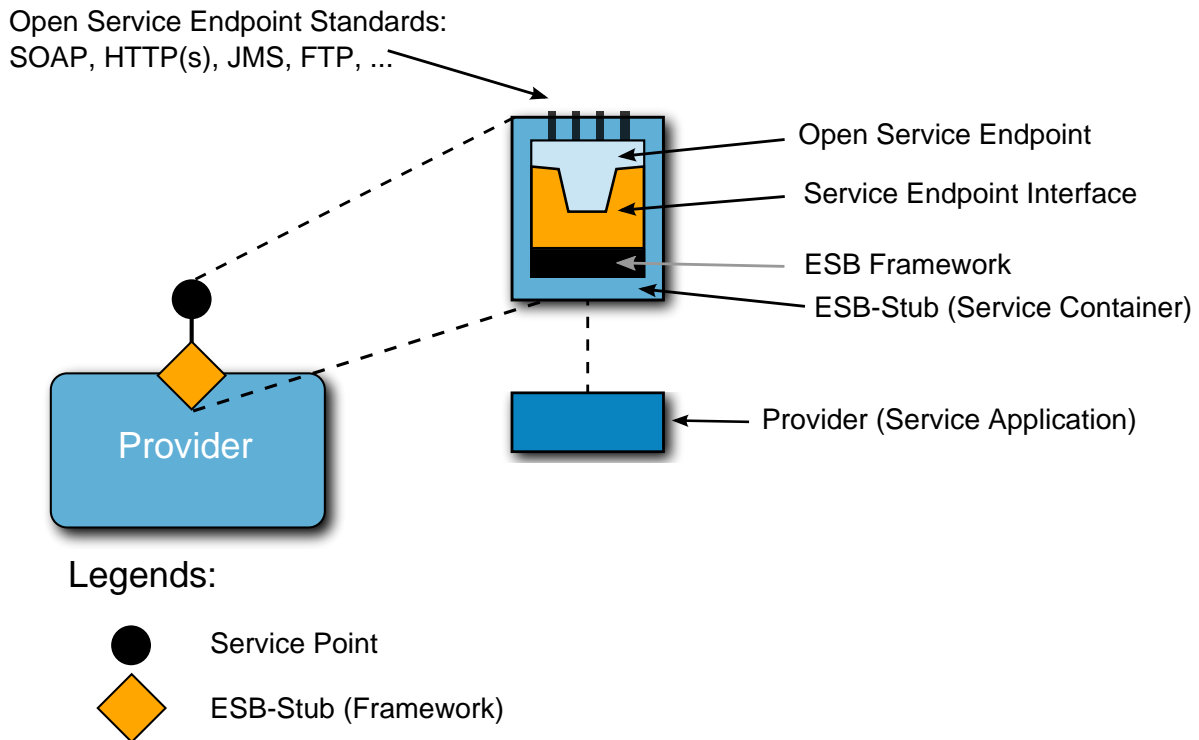 Open Service Endpoint Standards:
SOAP, HTTP(s), JMS, FTP, ...
Open Service Endpoint
Service Endpoint Interface
ESB Framework
ESB-Stub (Service Container)
Provider (Service Application)
Provider
Legends:
Service Point
ESB-Stub (Framework)